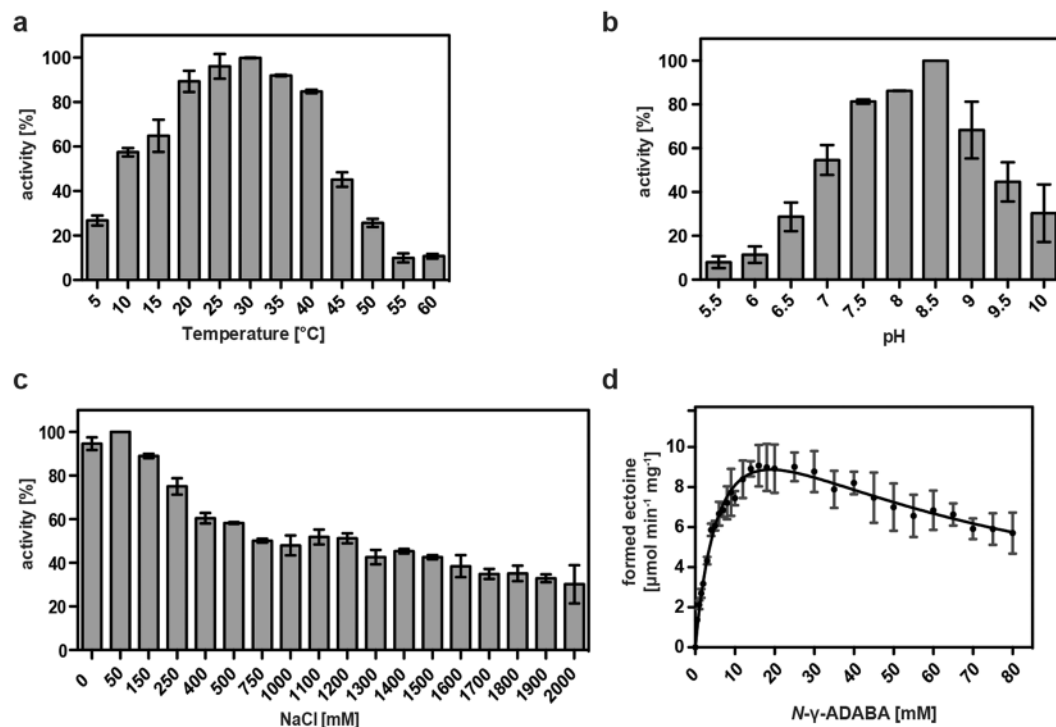 a
activity [%]
100
80
60
40
20
0
5 10 15 20 25 30 35 40 45 50 55 60
Temperature [°C]
b
activity [%]
100
80
60
40
20
0
5.5 6 6.5 7 7.5 8 8.5 9 9.5 10
pH
c
activity [%]
100
80
60
40
20
0
0 50 150 250 400 500 750 1000 1100 1200 1300 1400 1500 1600 1700 1800 1900 2000
NaCl [mM]
d
formed ectoine
[µmol min⁻¹ mg⁻¹]
10
8
6
4
2
0
0 10 20 30 40 50 60 70 80
N-γ-ADABA [mM]